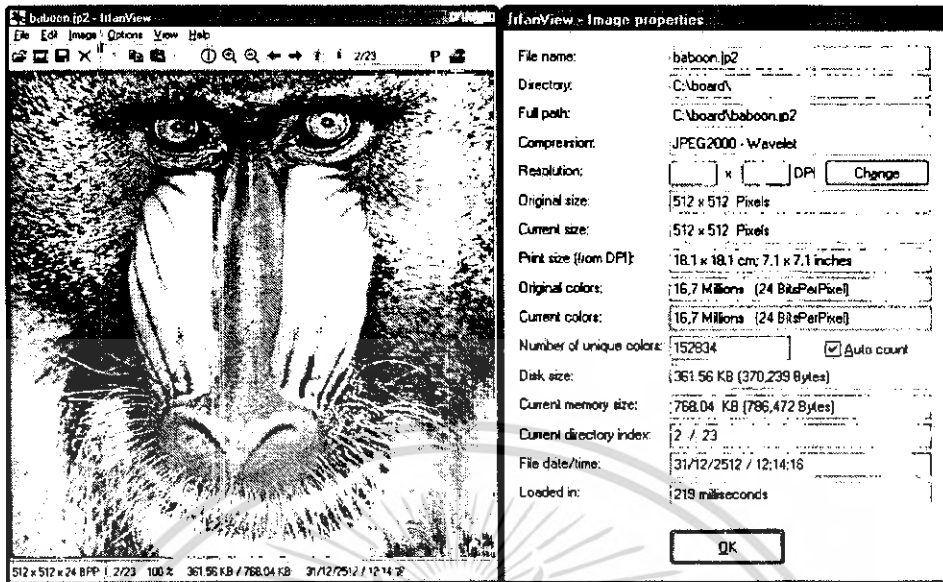 baboon.jp2 - IrfanView
File Edit Image Options View Help
2/23 P
512 x 512 x 24 BPP 2/23 100 % 361.56 KB / 768.04 KB 31/12/2512 / 12:14:16
IrfanView - Image properties
File name: baboon.jp2
Directory: C:\board\
Full path: C:\board\baboon.jp2
Compression: JPEG2000 - Wavelet
Resolution: x DPI Change
Original size: 512 x 512 Pixels
Current size: 512 x 512 Pixels
Print size (from DPI): 18.1 x 18.1 cm; 7.1 x 7.1 inches
Original colors: 16,7 Millions (24 BitsPerPixel)
Current colors: 16,7 Millions (24 BitsPerPixel)
Number of unique colors: 152834 Auto count
Disk size: 361.56 KB (370,239 Bytes)
Current memory size: 768.04 KB (786,472 Bytes)
Current directory index: 2 / 23
File date/time: 31/12/2512 / 12:14:16
Loaded in: 219 milliseconds
OK